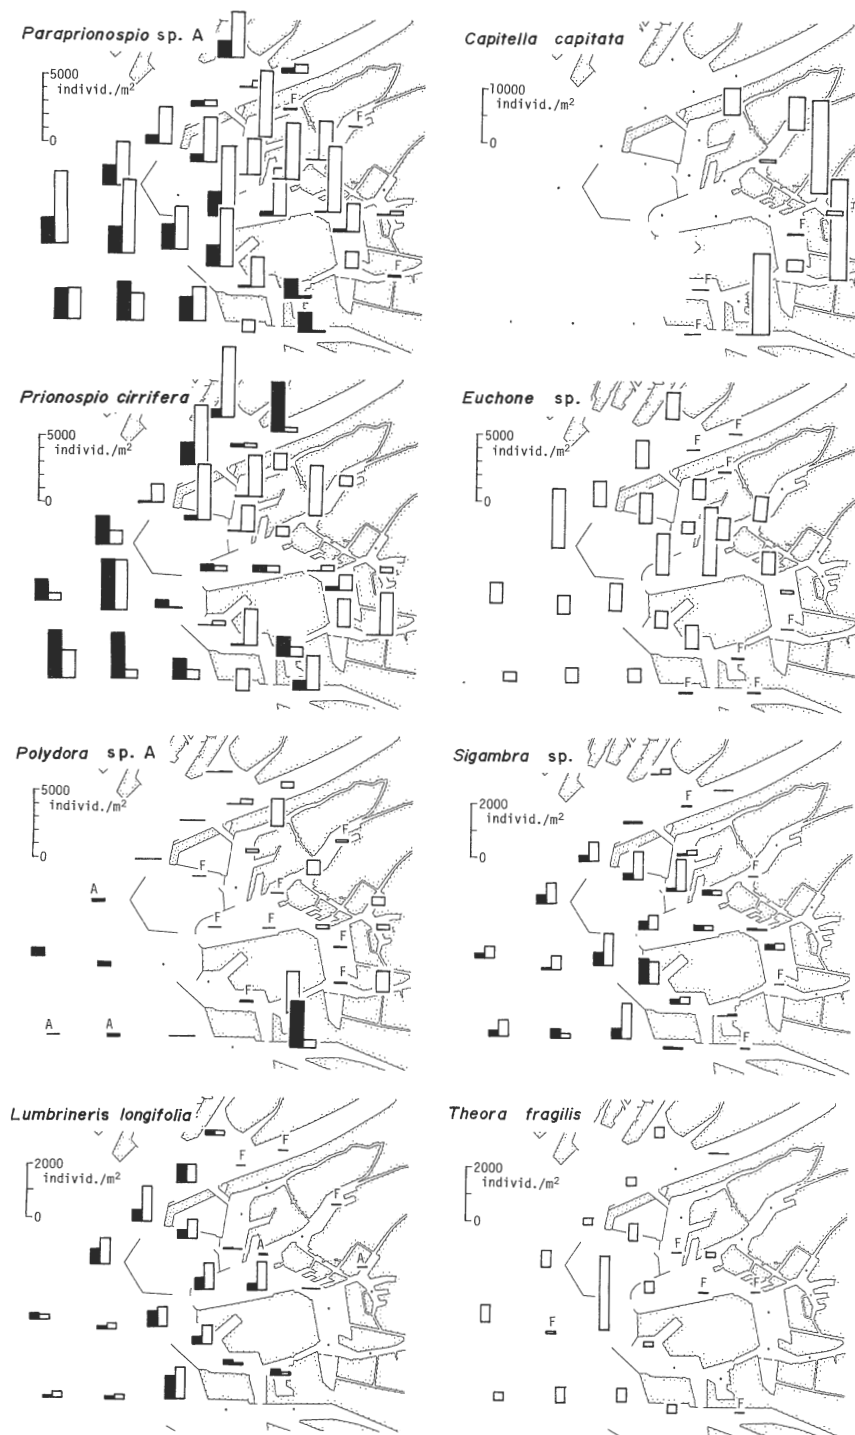 Paraprionospio sp. A
5000
individ./m²
0
F
F
F
F
Capitella capitata
10000
individ./m²
0
F
F
F
Prionospio cirrifera
5000
individ./m²
0
Euchone sp.
5000
individ./m²
0
F
F
F
F
F
F
F
Polydora sp. A
5000
individ./m²
0
F
F
A
F
F
F
F
F
F
A
A
Sigambra sp.
2000
individ./m²
0
F
F
F
F
Lumbrineris longifolia
2000
individ./m²
0
F
F
F
A
A
Theora fragilis
2000
individ./m²
0
F
F
F
F
F